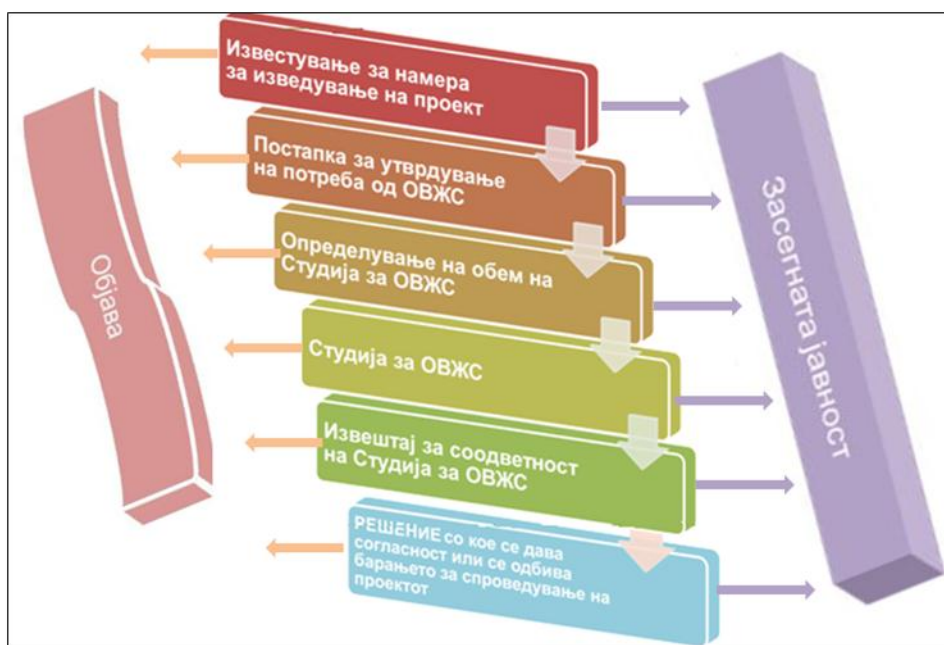 Објава
Известување за намера
за изведување на проект
Постапка за утврдување
на потреба од ОВЖС
Определување на обем на
Студија за ОВЖС
Студија за ОВЖС
Извештај за соодветност
на Студија за ОВЖС
РЕШЕНИЕ со кое се дава
согласност или се одбива
барањето за спроведување на
проектот
Засегната јавност